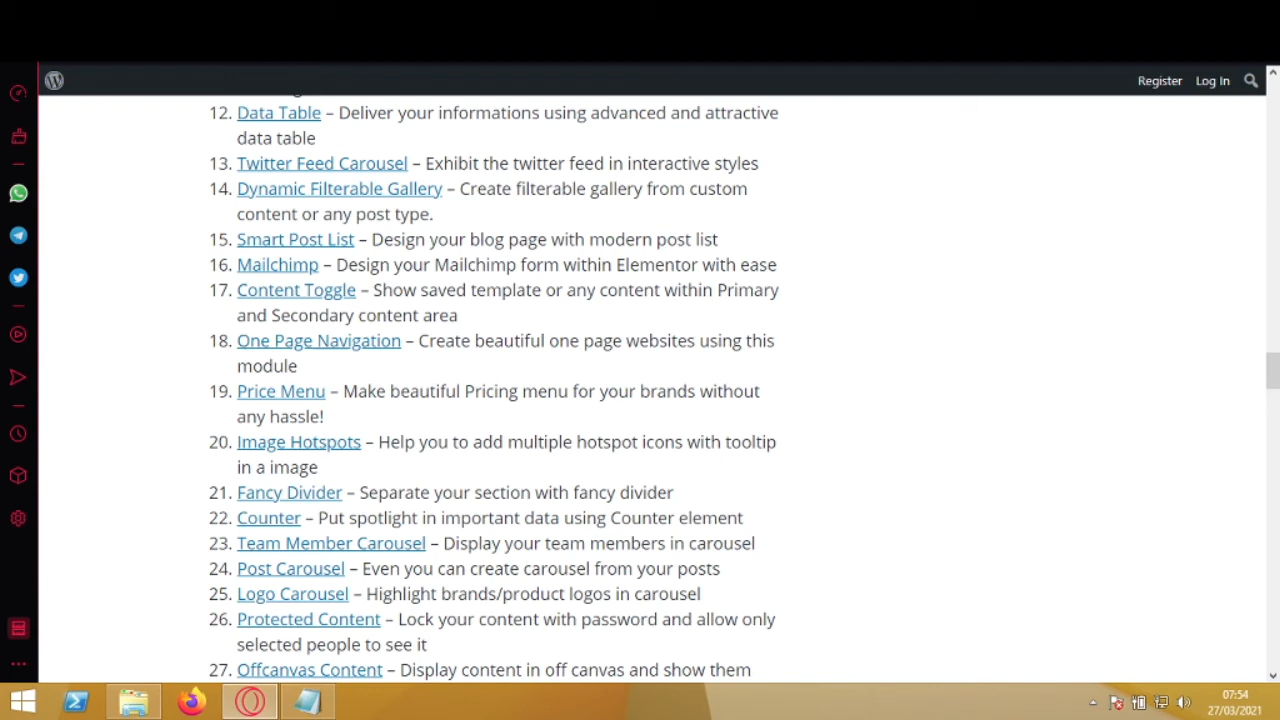 Register Log In
12. Data Table – Deliver your informations using advanced and attractive
data table
13. Twitter Feed Carousel – Exhibit the twitter feed in interactive styles
14. Dynamic Filterable Gallery – Create filterable gallery from custom
content or any post type.
15. Smart Post List – Design your blog page with modern post list
16. Mailchimp – Design your Mailchimp form within Elementor with ease
17. Content Toggle – Show saved template or any content within Primary
and Secondary content area
18. One Page Navigation – Create beautiful one page websites using this
module
19. Price Menu – Make beautiful Pricing menu for your brands without
any hassle!
20. Image Hotspots – Help you to add multiple hotspot icons with tooltip
in a image
21. Fancy Divider – Separate your section with fancy divider
22. Counter – Put spotlight in important data using Counter element
23. Team Member Carousel – Display your team members in carousel
24. Post Carousel – Even you can create carousel from your posts
25. Logo Carousel – Highlight brands/product logos in carousel
26. Protected Content – Lock your content with password and allow only
selected people to see it
27. Offcanvas Content – Display content in off canvas and show them
07:54
27/03/2021